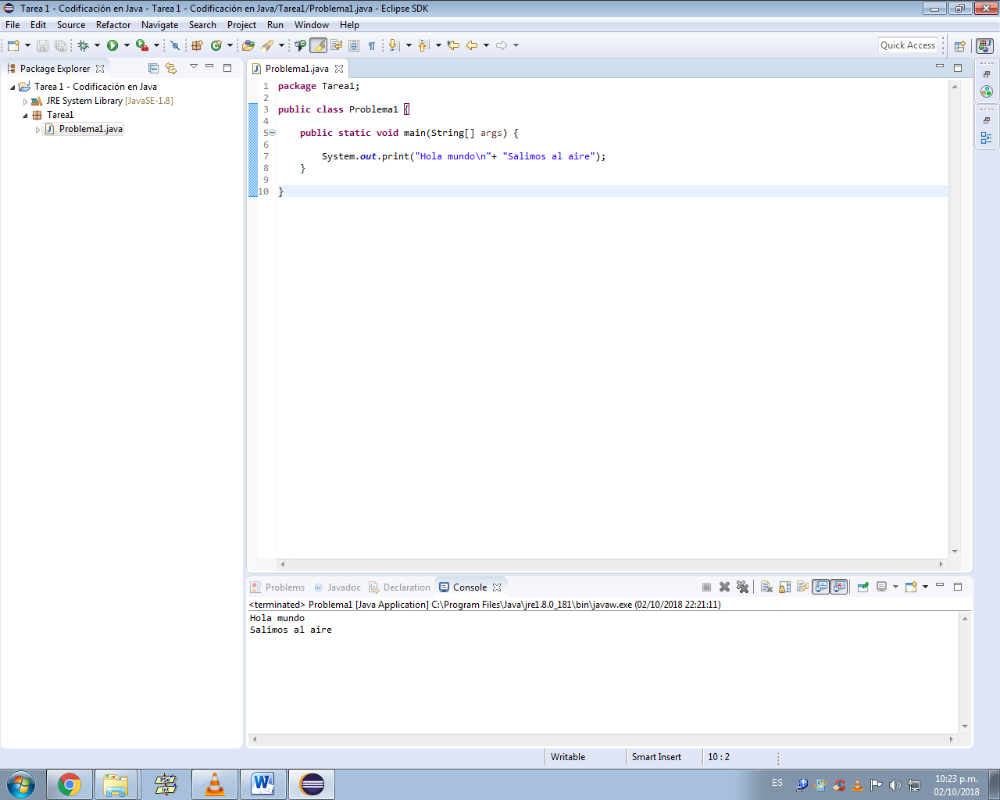 Tarea 1 - Codificación en Java - Tarea 1 - Codificación en Java/Tarea1/Problema1.java - Eclipse SDK
File Edit Source Refactor Navigate Search Project Run Window Help
Quick Access
Package Explorer
Tarea 1 - Codificación en Java
JRE System Library [JavaSE-1.8]
Tarea1
Problema1.java
Problema1.java
1 package Tarea1;
2
3 public class Problema1 {
4
5 public static void main(String[] args) {
6
7 System.out.print("Hola mundo\n"+ "Salimos al aire");
8 }
9
10 }
Problems @ Javadoc Declaration Console
<terminated> Problema1 [Java Application] C:\Program Files\Java\jre1.8.0_181\bin\javaw.exe (02/10/2018 22:21:11)
Hola mundo
Salimos al aire
Writable Smart Insert 10 : 2
PSe
Int
W
ES
10:23 p.m.
02/10/2018